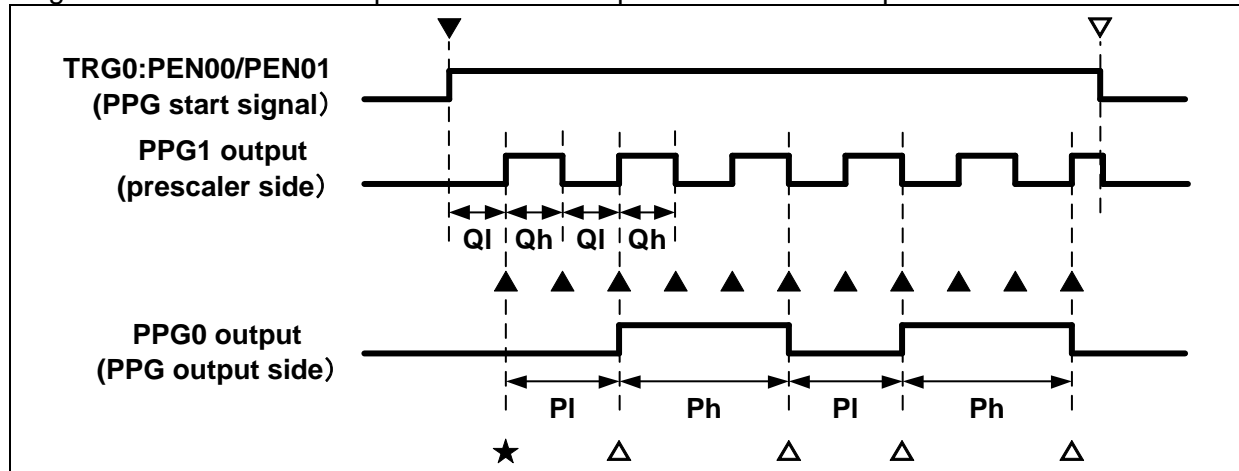 TRG0:PEN00/PEN01
(PPG start signal）
PPG1 output
(prescaler side）
Ql Qh Ql Qh
PPG0 output
(PPG output side）
Pl Ph Pl Ph